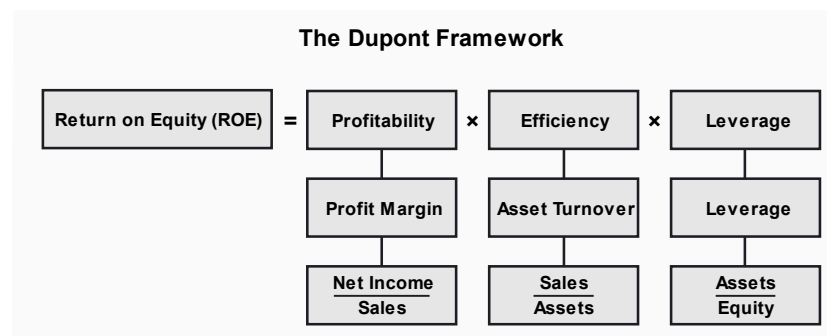 The Dupont Framework
Return on Equity (ROE) = Profitability × Efficiency × Leverage
Profit Margin Asset Turnover Leverage
Net Income Sales Assets
Sales Assets Equity